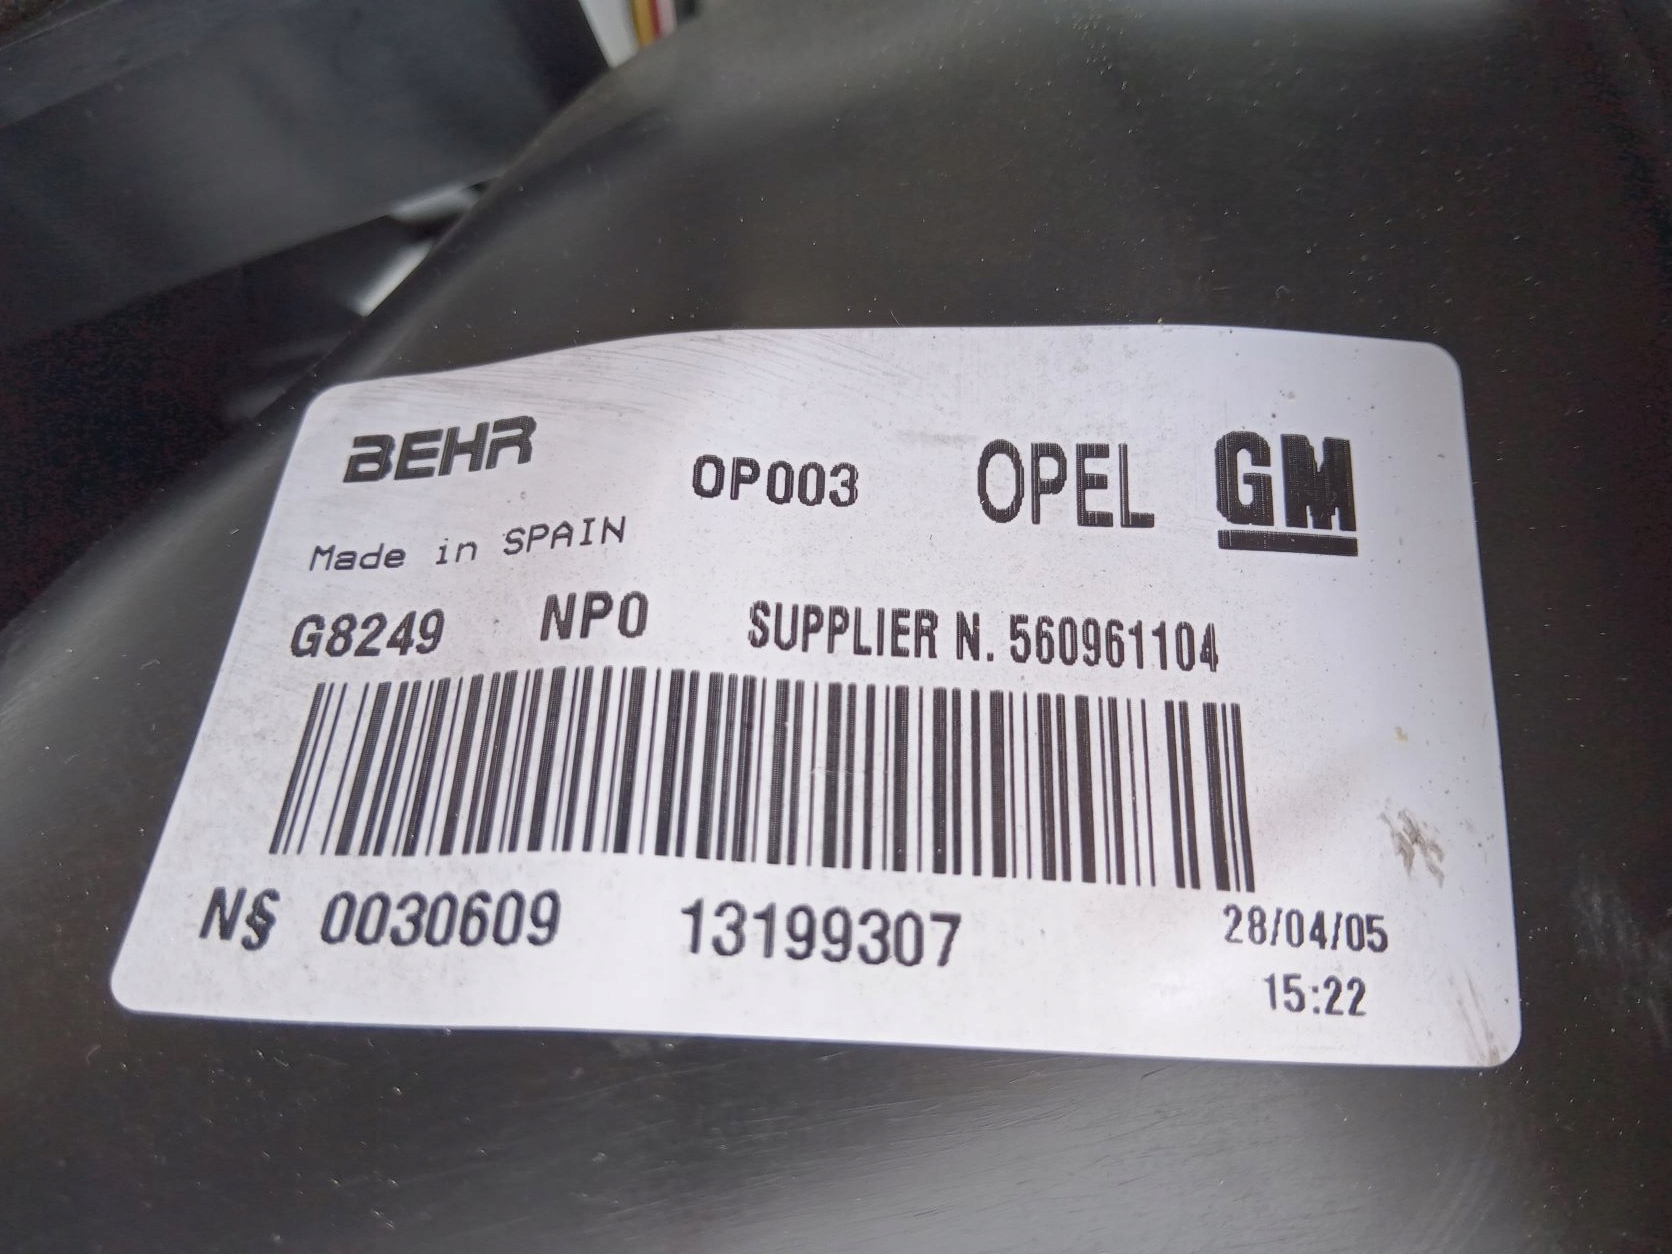 BEHR OP003 OPEL GM
Made in SPAIN
G8249 NPO SUPPLIER N. 560961104
N§ 0030609 13199307 28/04/05
15:22